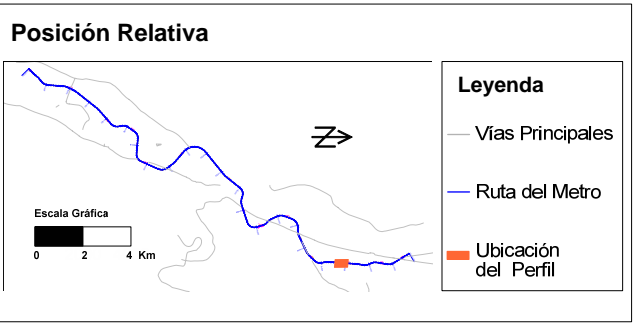 Posición Relativa
Leyenda
Vías Principales
Z
Ruta del Metro
Escala Gráfica
0 2 4 Km
Ubicación
del Perfil